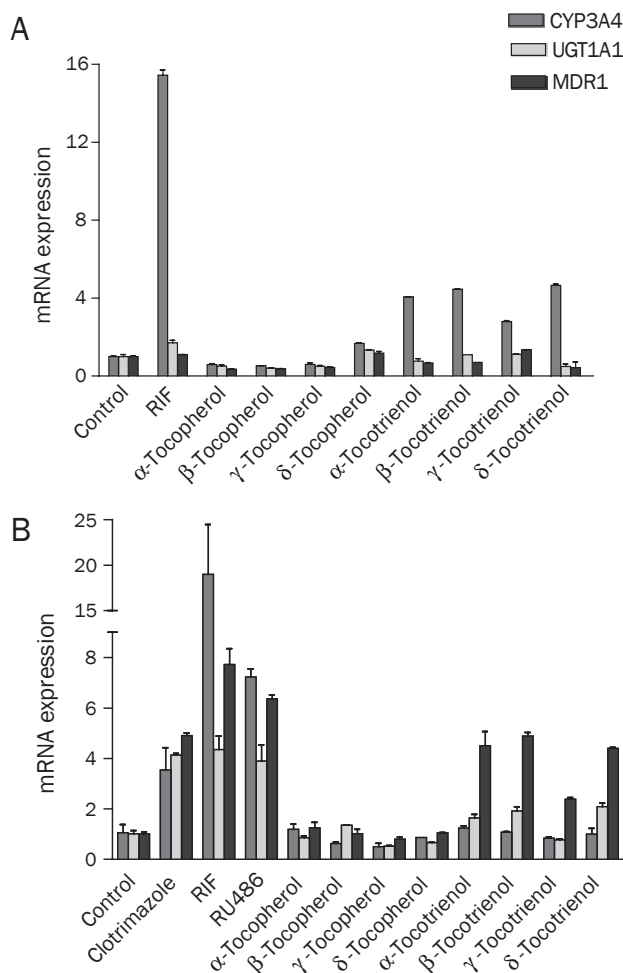 A
CYP3A4
UGT1A1
MDR1
mRNA expression
16
12
8
4
0
Control
RIF
α-Tocopherol
β-Tocopherol
γ-Tocopherol
δ-Tocopherol
α-Tocotrienol
β-Tocotrienol
γ-Tocotrienol
δ-Tocotrienol
B
mRNA expression
25
20
15
8
6
4
2
0
Control
Clotrimazole
RIF
RU486
α-Tocopherol
β-Tocopherol
γ-Tocopherol
δ-Tocopherol
α-Tocotrienol
β-Tocotrienol
γ-Tocotrienol
δ-Tocotrienol